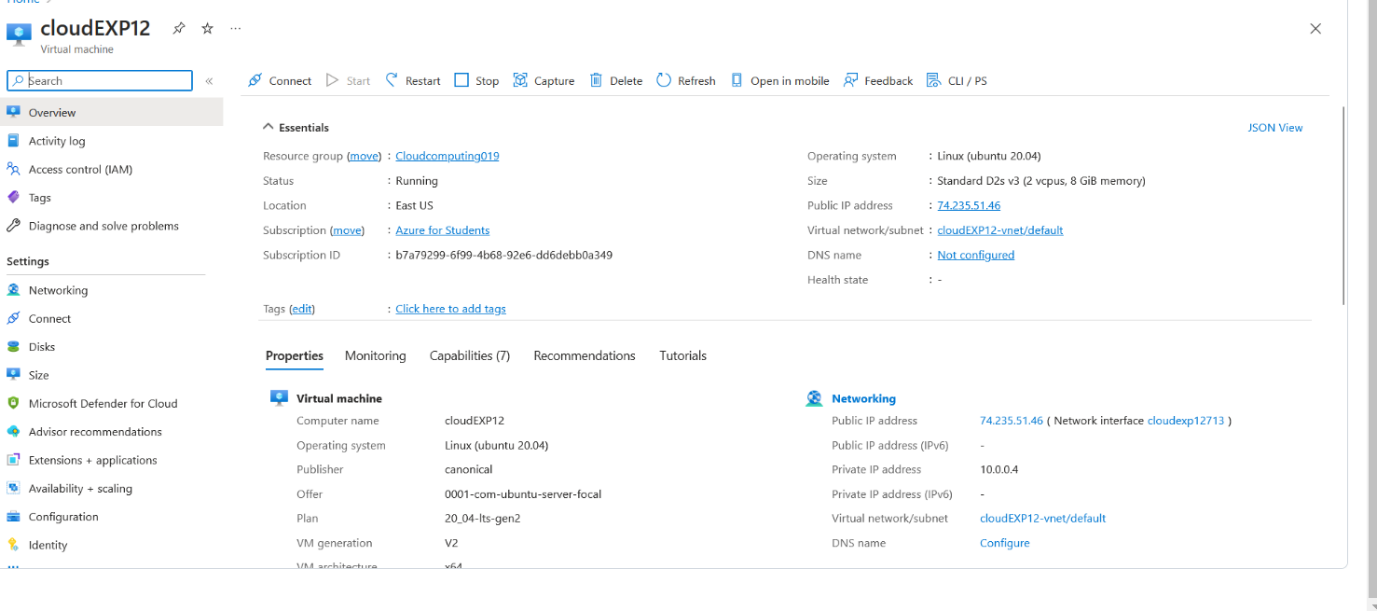 Home >
cloudEXP12
Virtual machine
Search
Connect Start Restart Stop Capture Delete Refresh Open in mobile Feedback CLI / PS
Overview
Activity log
Access control (IAM)
Tags
Diagnose and solve problems
Settings
Networking
Connect
Disks
Size
Microsoft Defender for Cloud
Advisor recommendations
Extensions + applications
Availability + scaling
Configuration
Identity
Essentials
JSON View
Resource group (move) : Cloudcomputing019
Status : Running
Location : East US
Subscription (move) : Azure for Students
Subscription ID : b7a79299-6f99-4b68-92e6-dd6debb0a349
Operating system : Linux (ubuntu 20.04)
Size : Standard D2s v3 (2 vcpus, 8 GiB memory)
Public IP address : 74.235.51.46
Virtual network/subnet : cloudEXP12-vnet/default
DNS name : Not configured
Health state : -
Tags (edit) : Click here to add tags
Properties Monitoring Capabilities (7) Recommendations Tutorials
Virtual machine
Computer name cloudEXP12
Operating system Linux (ubuntu 20.04)
Publisher canonical
Offer 0001-com-ubuntu-server-focal
Plan 20_04-lts-gen2
VM generation V2
VM architecture x64
Networking
Public IP address 74.235.51.46 ( Network interface cloudexp12713 )
Public IP address (IPv6) -
Private IP address 10.0.0.4
Private IP address (IPv6) -
Virtual network/subnet cloudEXP12-vnet/default
DNS name Configure